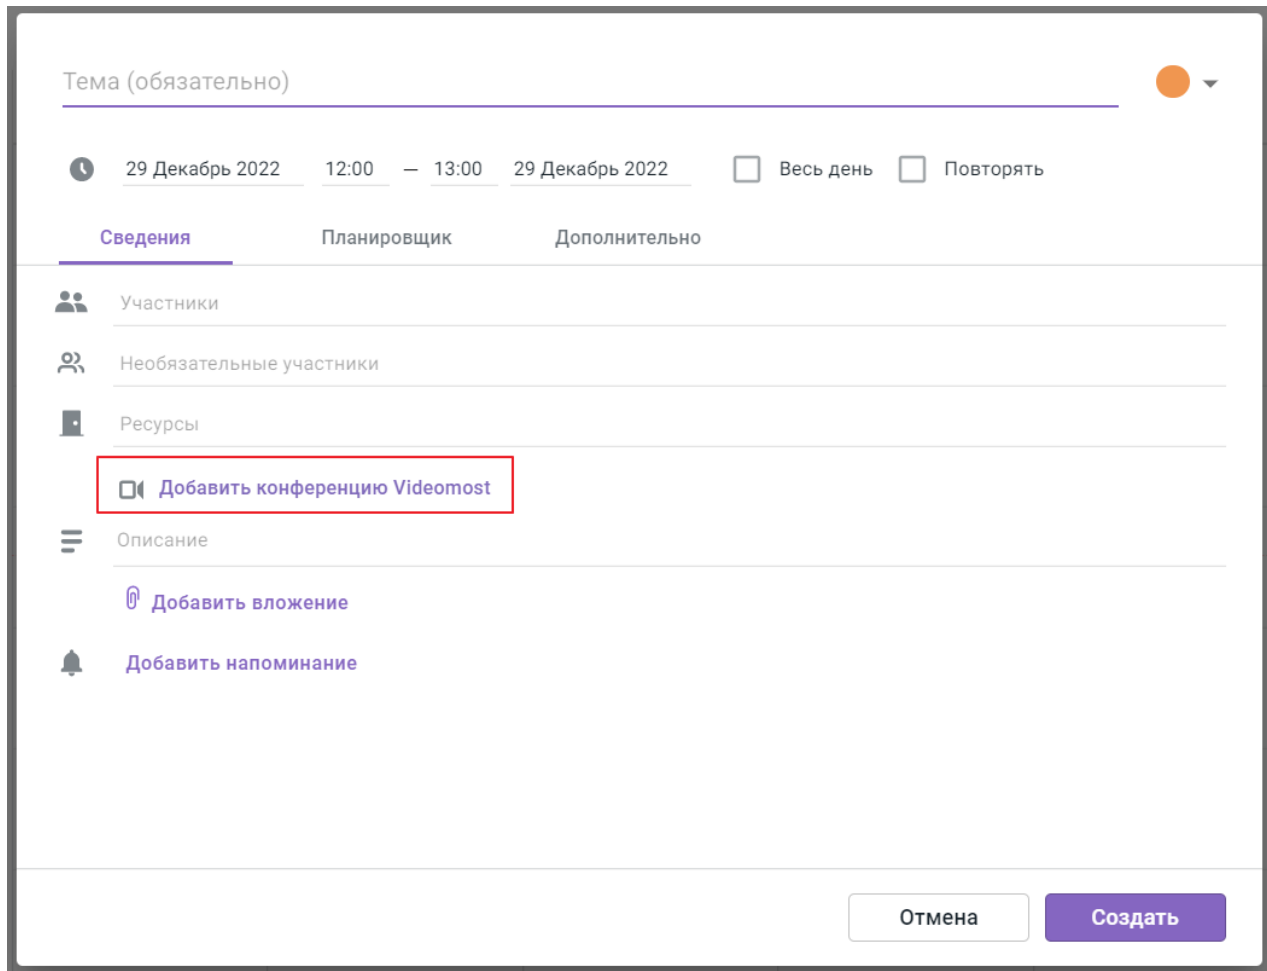 Тема (обязательно)
29 Декабрь 2022 12:00 — 13:00 29 Декабрь 2022 Весь день Повторять
Сведения Планировщик Дополнительно
Участники
Необязательные участники
Ресурсы
Добавить конференцию Videomost
Описание
Добавить вложение
Добавить напоминание
Отмена Создать